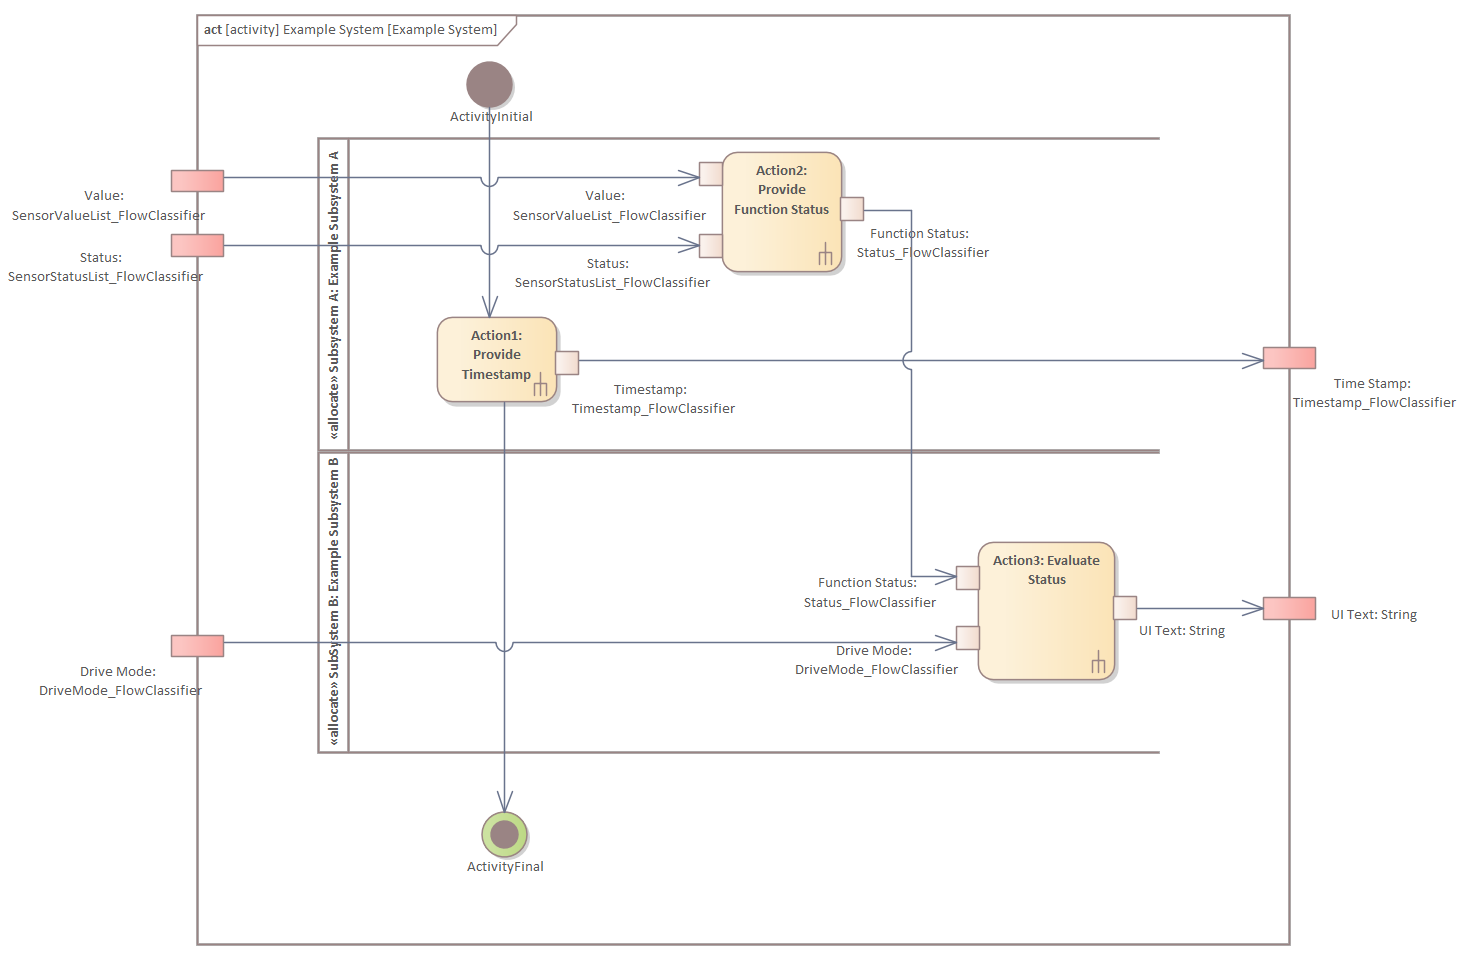 act [activity] Example System [Example System]
ActivityInitial
«allocate» Subsystem A: Example Subsystem A
Value:
SensorValueList_FlowClassifier
Status:
SensorStatusList_FlowClassifier
Value:
SensorValueList_FlowClassifier
Status:
SensorStatusList_FlowClassifier
Action2:
Provide
Function Status
Function Status:
Status_FlowClassifier
Action1:
Provide
Timestamp
Timestamp:
Timestamp_FlowClassifier
Time Stamp:
Timestamp_FlowClassifier
«allocate» SubSystem B: Example Subsystem B
Action3: Evaluate
Status
Function Status:
Status_FlowClassifier
UI Text: String
UI Text: String
Drive Mode:
DriveMode_FlowClassifier
Drive Mode:
DriveMode_FlowClassifier
ActivityFinal